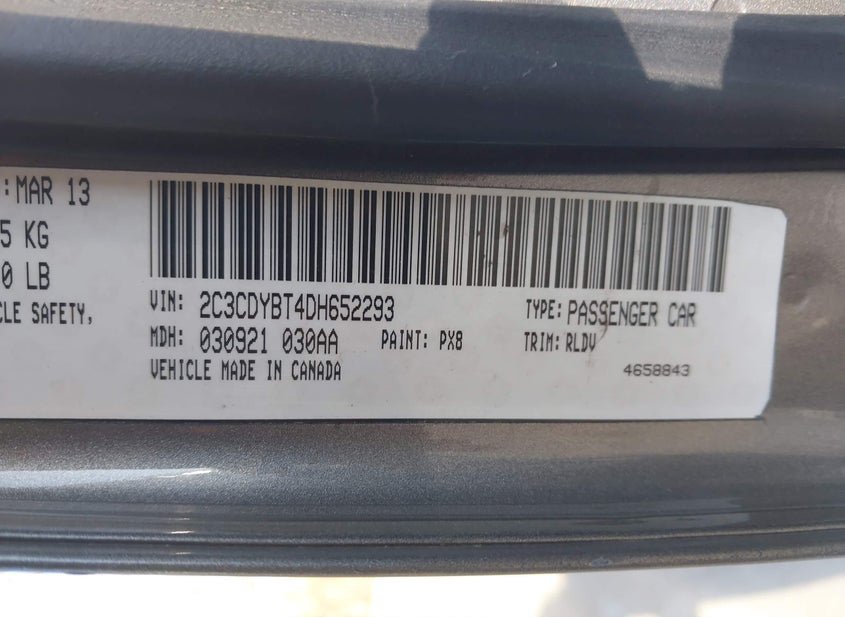 :MAR 13
5 KG
0 LB
CLE SAFETY,
VIN: 2C3CDYBT4DH652293 TYPE: PASSENGER CAR
MDH: 030921 030AA PAINT: PX8 TRIM: RLDV
VEHICLE MADE IN CANADA 4658843